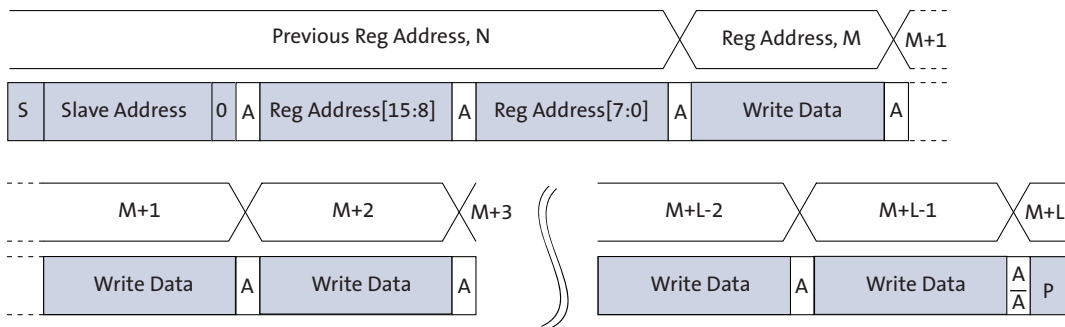 Previous Reg Address, N Reg Address, M M+1
S Slave Address 0 A Reg Address[15:8] A Reg Address[7:0] A Write Data A
M+1 M+2 M+3 M+L-2 M+L-1 M+L
Write Data A Write Data A Write Data A Write Data A/A̅ P